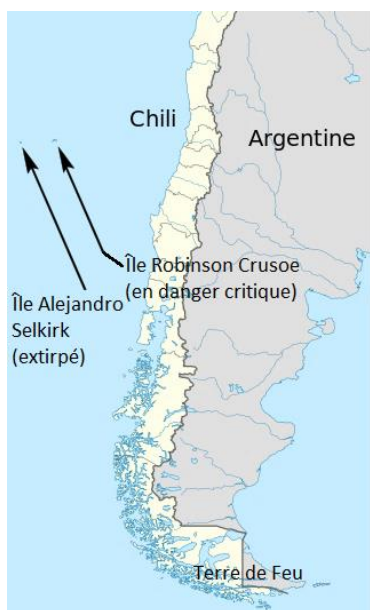 Chili
Argentine
Île Robinson Crusoe
(en danger critique)
Île Alejandro
Selkirk
(extirpé)
Terre de Feu